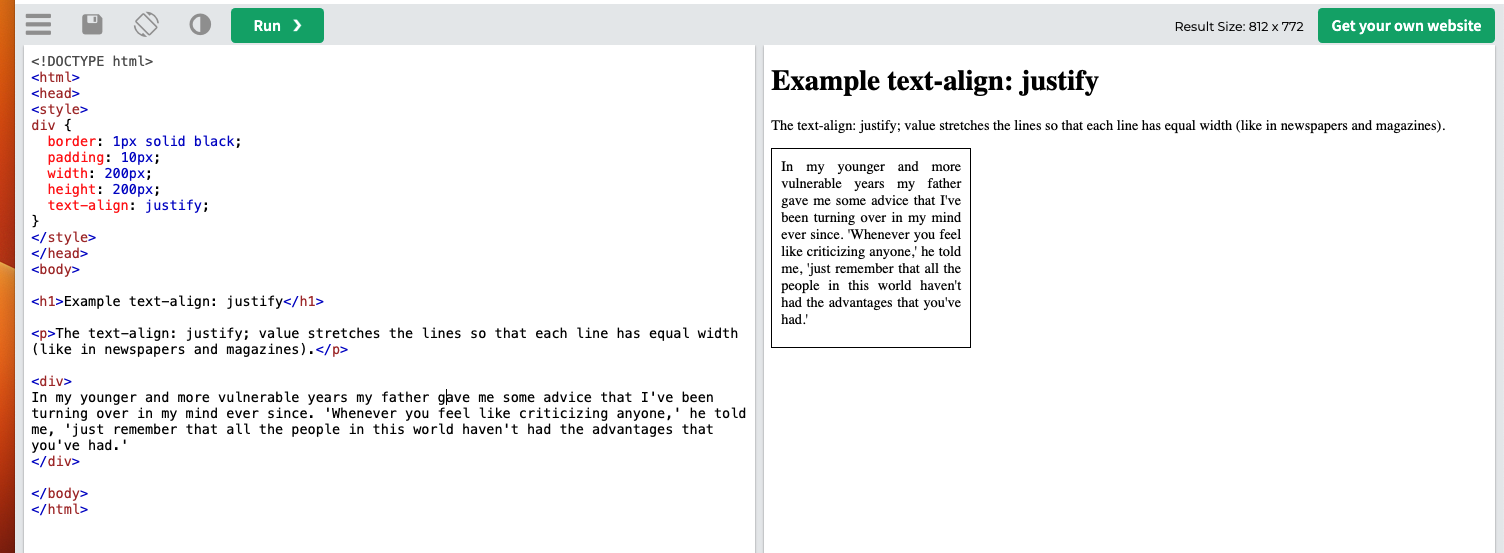 Run ❯
Result Size: 812 x 772
Get your own website
<!DOCTYPE html>
<html>
<head>
<style>
div {
  border: 1px solid black;
  padding: 10px;
  width: 200px;
  height: 200px;
  text-align: justify;
}
</style>
</head>
<body>
<h1>Example text-align: justify</h1>
<p>The text-align: justify; value stretches the lines so that each line has equal width
(like in newspapers and magazines).</p>
<div>
In my younger and more vulnerable years my father gave me some advice that I've been
turning over in my mind ever since. 'Whenever you feel like criticizing anyone,' he told
me, 'just remember that all the people in this world haven't had the advantages that
you've had.'
</div>
</body>
</html>
Example text-align: justify
The text-align: justify; value stretches the lines so that each line has equal width (like in newspapers and magazines).
In my younger and more
vulnerable years my father
gave me some advice that I've
been turning over in my mind
ever since. 'Whenever you feel
like criticizing anyone,' he told
me, 'just remember that all the
people in this world haven't
had the advantages that you've
had.'